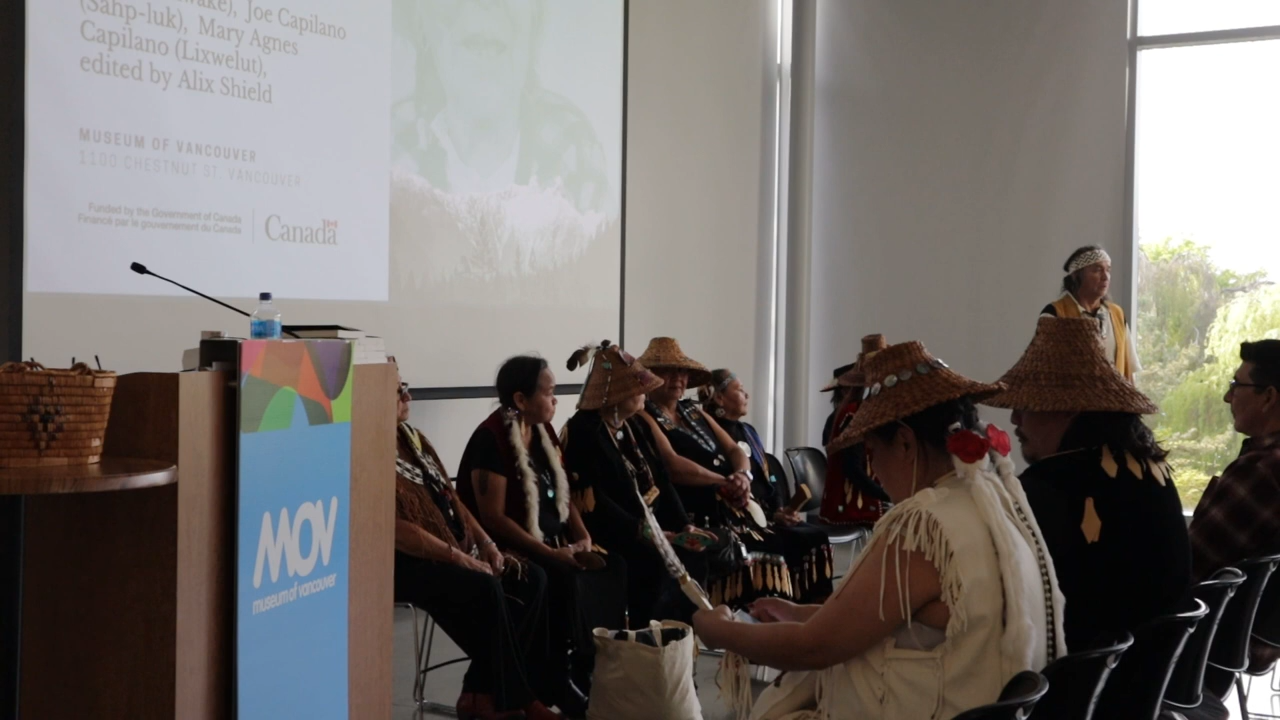 Joe Capilano
(Sahp-luk), Mary Agnes
Capilano (Lixwelut),
edited by Alix Shield
MUSEUM OF VANCOUVER
1100 CHESTNUT ST. VANCOUVER
Funded by the Government of Canada
Financé par le gouvernement du Canada
Canada
MOV
museum of vancouver